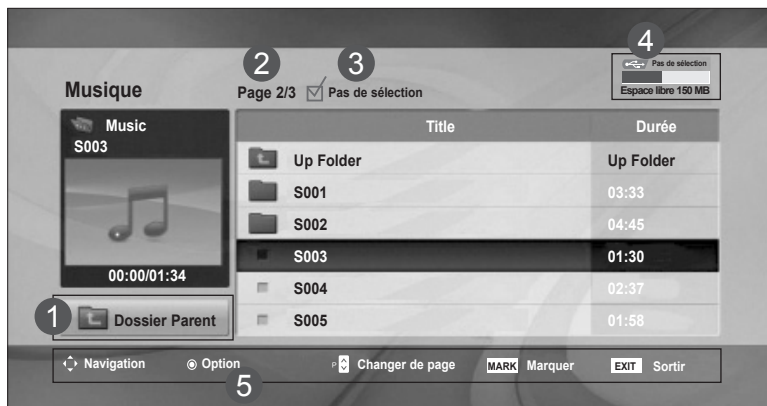 2
3
4
Musique
Page 2/3
Pas de sélection
Pas de sélection
Espace libre 150 MB
Music
S003
00:00/01:34
1
Dossier Parent
Title
Durée
Up Folder
Up Folder
S001
03:33
S002
04:45
S003
01:30
S004
02:37
S005
01:58
Navigation
Option
P
Changer de page
MARK
Marquer
EXIT
Sortir
5